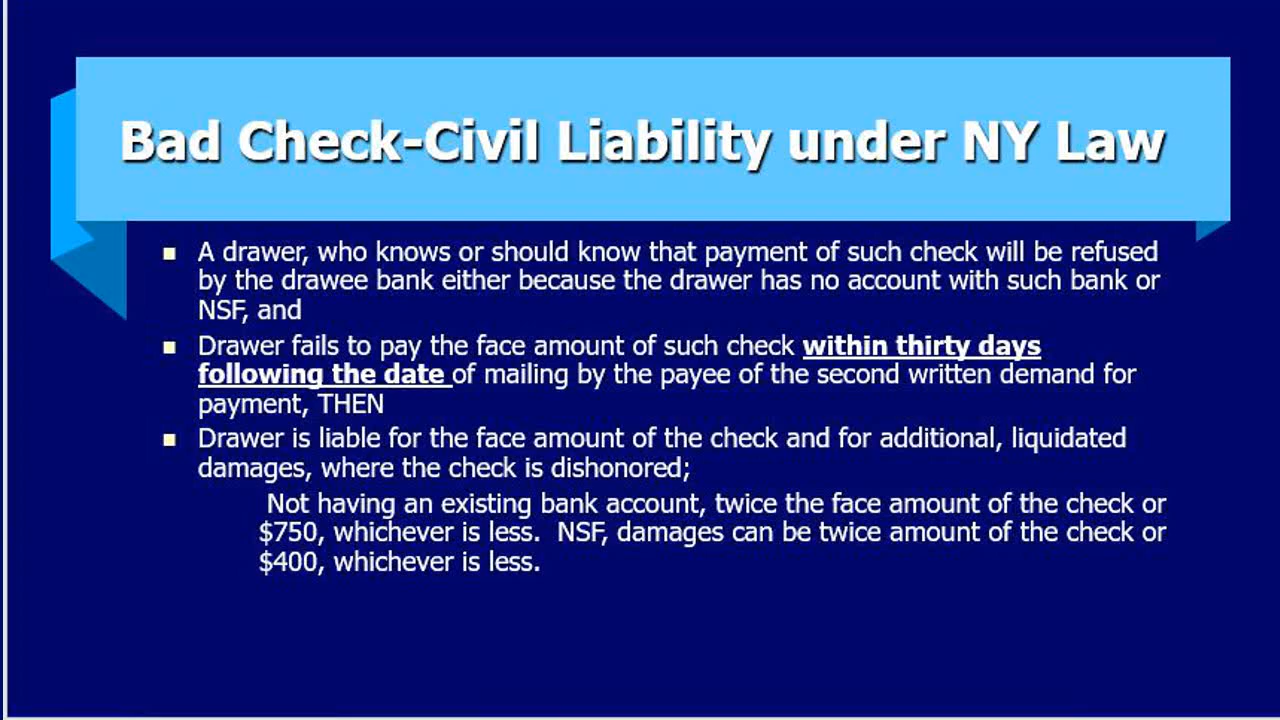 Bad Check-Civil Liability under NY Law
A drawer, who knows or should know that payment of such check will be refused
by the drawee bank either because the drawer has no account with such bank or
NSF, and
Drawer fails to pay the face amount of such check within thirty days
following the date of mailing by the payee of the second written demand for
payment, THEN
Drawer is liable for the face amount of the check and for additional, liquidated
damages, where the check is dishonored;
Not having an existing bank account, twice the face amount of the check or
$750, whichever is less.  NSF, damages can be twice amount of the check or
$400, whichever is less.